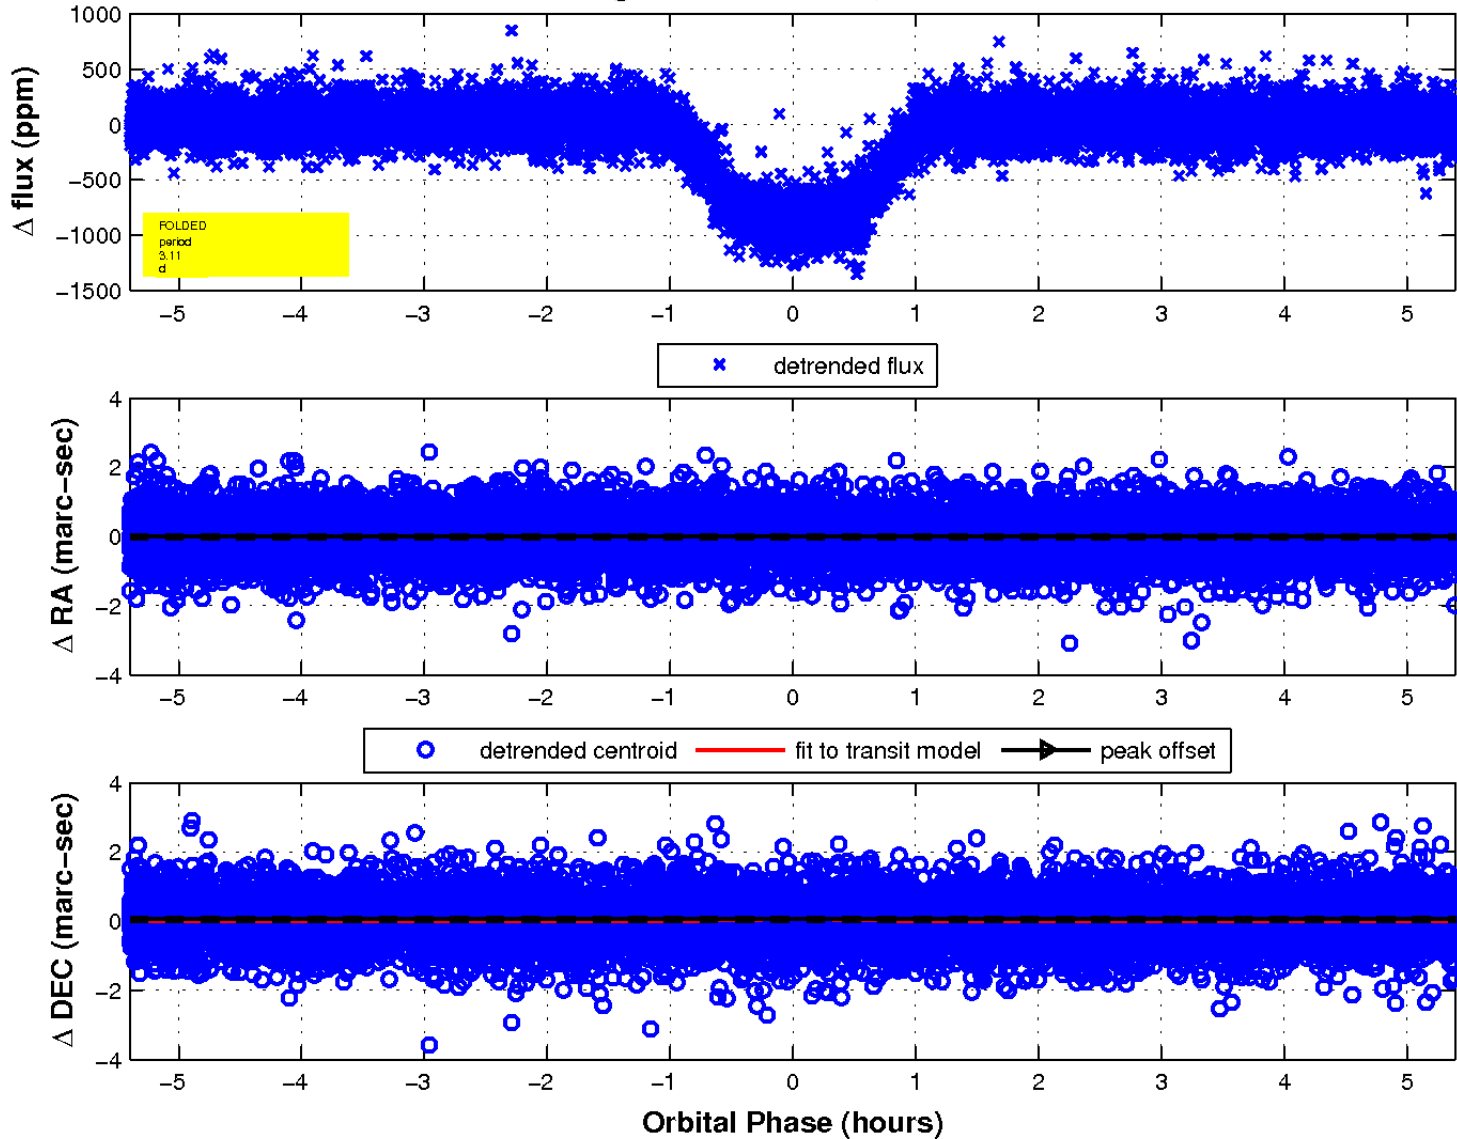 1000
500
0
−500
−1000
−1500
Δ flux (ppm)
FOLDED
period
3.11
d
−5 −4 −3 −2 −1 0 1 2 3 4 5
detrended flux
4
2
0
−2
−4
Δ RA (marc−sec)
−5 −4 −3 −2 −1 0 1 2 3 4 5
detrended centroid fit to transit model peak offset
4
2
0
−2
−4
Δ DEC (marc−sec)
−5 −4 −3 −2 −1 0 1 2 3 4 5
Orbital Phase (hours)